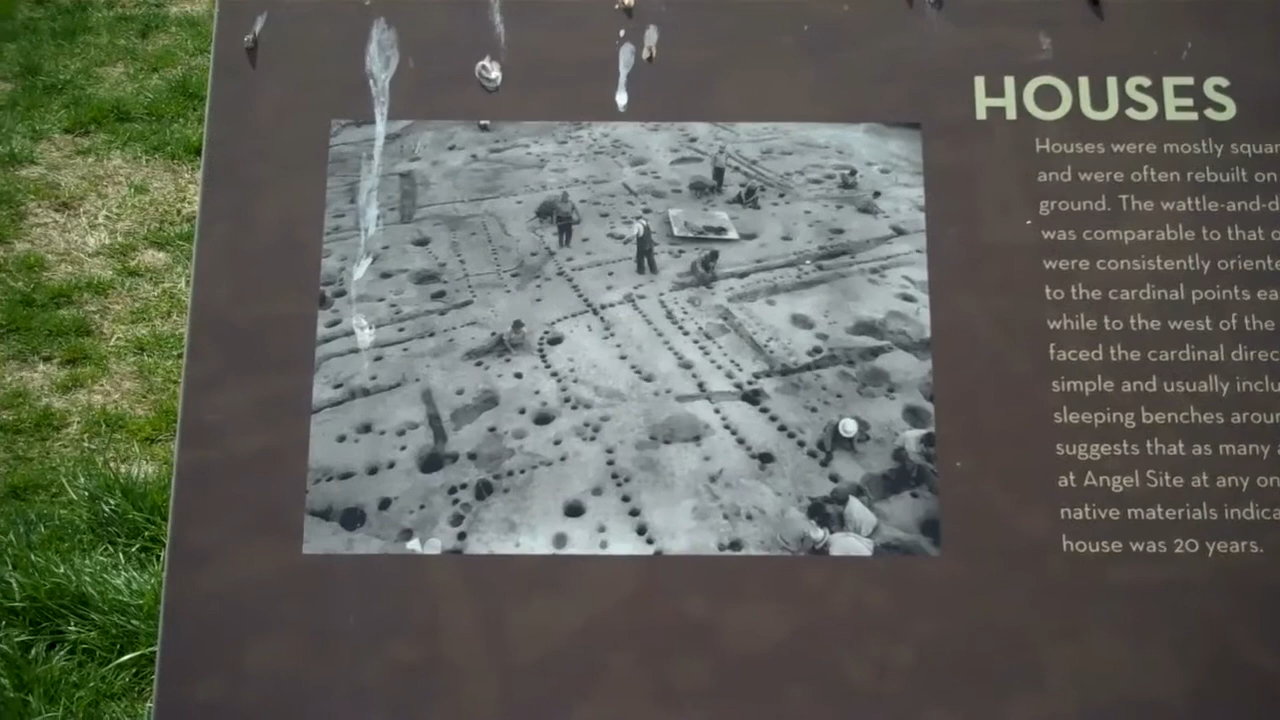 HOUSES
Houses were mostly squar
and were often rebuilt on
ground. The wattle-and-d
was comparable to that o
were consistently oriente
to the cardinal points ea
while to the west of the
faced the cardinal direc
simple and usually inclu
sleeping benches aroun
suggests that as many
at Angel Site at any on
native materials indica
house was 20 years.